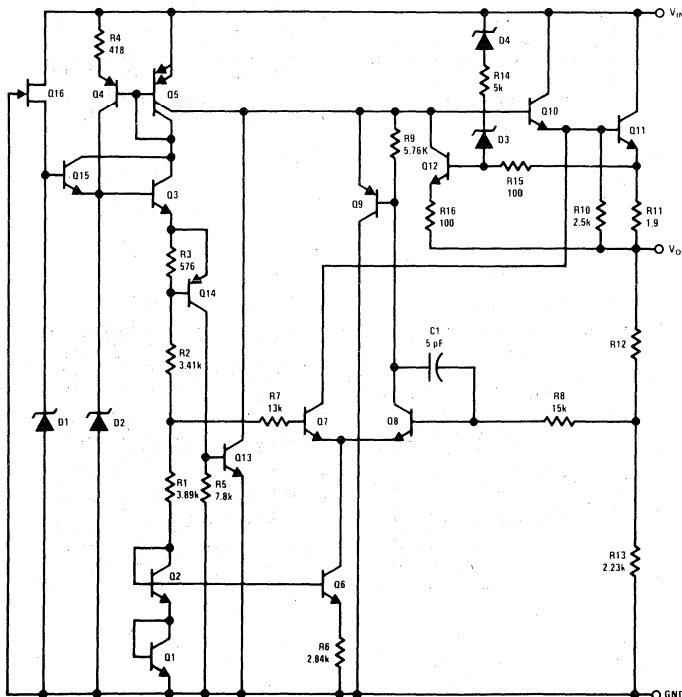 V_IN
R4
418
D4
R14
5k
Q16
Q4
Q5
Q10
Q11
R9
5.76K
Q12
D3
Q15
Q3
R15
100
Q9
R16
100
R10
2.5k
R11
1.9
R3
576
Q14
V_O
C1
5 pF
R12
R2
3.41k
R7
13k
Q7
Q8
R8
15k
D1
D2
Q13
R1
3.89k
R5
7.8k
R13
2.23k
Q2
Q6
Q1
R6
2.84k
GND